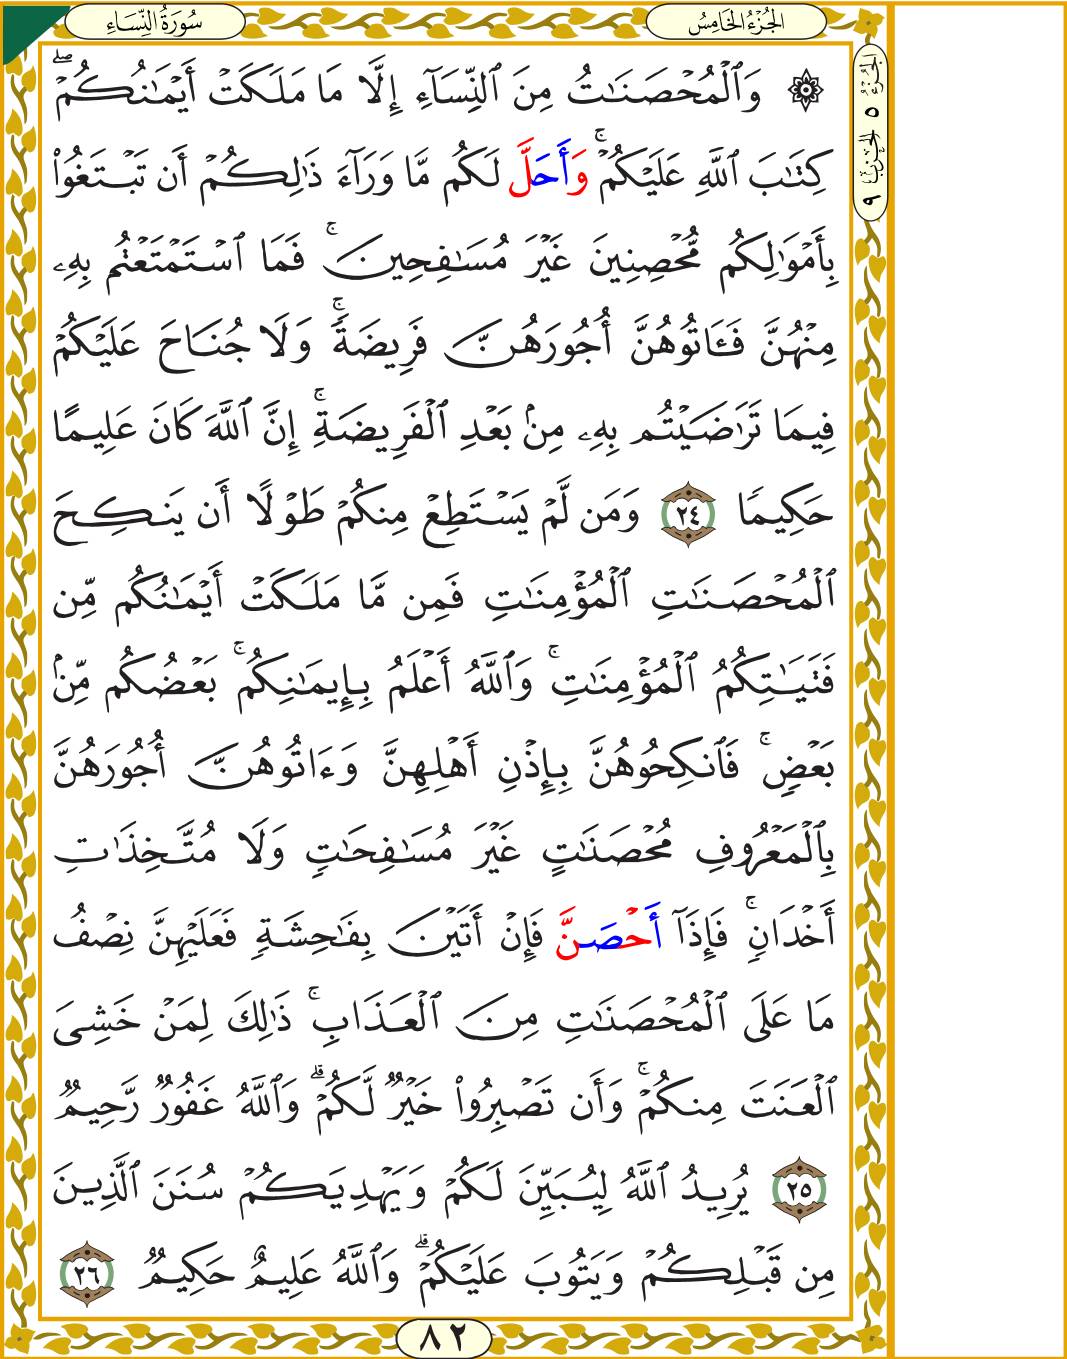 الجُزْءُ الخَامِسُ
سُورَةُ النِّسَاءِ
الجُزْءُ ٥ الحِزْبُ ٩
۞ وَٱلْمُحْصَنَٰتُ مِنَ ٱلنِّسَآءِ إِلَّا مَا مَلَكَتْ أَيْمَٰنُكُمْۖ
كِتَٰبَ ٱللَّهِ عَلَيْكُمْۚ وَأَحَلَّ لَكُم مَّا وَرَآءَ ذَٰلِكُمْ أَن تَبْتَغُوا۟
بِأَمْوَٰلِكُم مُّحْصِنِينَ غَيْرَ مُسَٰفِحِينَۚ فَمَا ٱسْتَمْتَعْتُم بِهِۦ
مِنْهُنَّ فَـَٔاتُوهُنَّ أُجُورَهُنَّ فَرِيضَةًۚ وَلَا جُنَاحَ عَلَيْكُمْ
فِيمَا تَرَٰضَيْتُم بِهِۦ مِنۢ بَعْدِ ٱلْفَرِيضَةِۚ إِنَّ ٱللَّهَ كَانَ عَلِيمًا
حَكِيمًا ٢٤ وَمَن لَّمْ يَسْتَطِعْ مِنكُمْ طَوْلًا أَن يَنكِحَ
ٱلْمُحْصَنَٰتِ ٱلْمُؤْمِنَٰتِ فَمِن مَّا مَلَكَتْ أَيْمَٰنُكُم مِّن
فَتَيَٰتِكُمُ ٱلْمُؤْمِنَٰتِۚ وَٱللَّهُ أَعْلَمُ بِإِيمَٰنِكُمۚ بَعْضُكُم مِّنۢ
بَعْضٍۚ فَٱنكِحُوهُنَّ بِإِذْنِ أَهْلِهِنَّ وَءَاتُوهُنَّ أُجُورَهُنَّ
بِٱلْمَعْرُوفِ مُحْصَنَٰتٍ غَيْرَ مُسَٰفِحَٰتٍ وَلَا مُتَّخِذَٰتِ
أَخْدَانٍۚ فَإِذَآ أَحْصَنَّ فَإِنْ أَتَيْنَ بِفَٰحِشَةٍ فَعَلَيْهِنَّ نِصْفُ
مَا عَلَى ٱلْمُحْصَنَٰتِ مِنَ ٱلْعَذَابِۚ ذَٰلِكَ لِمَنْ خَشِىَ
ٱلْعَنَتَ مِنكُمْۚ وَأَن تَصْبِرُوا۟ خَيْرٌ لَّكُمْۗ وَٱللَّهُ غَفُورٌ رَّحِيمٌ
٢٥ يُرِيدُ ٱللَّهُ لِيُبَيِّنَ لَكُمْ وَيَهْدِيَكُمْ سُنَنَ ٱلَّذِينَ
مِن قَبْلِكُمْ وَيَتُوبَ عَلَيْكُمْۗ وَٱللَّهُ عَلِيمٌ حَكِيمٌ ٢٦
٨٢